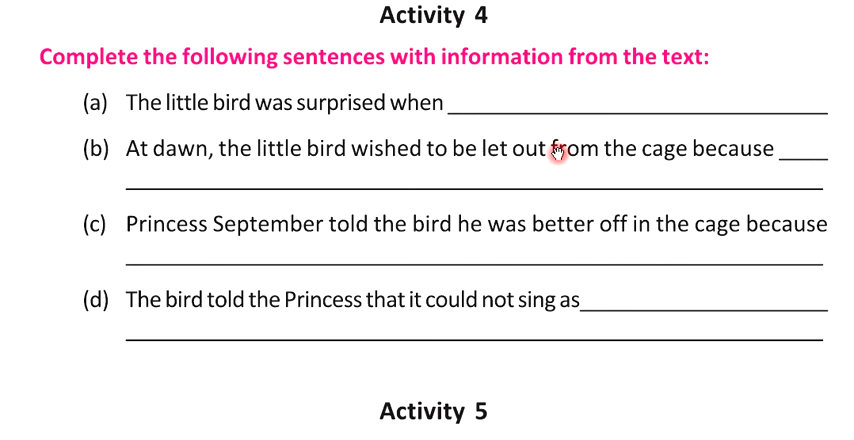 Activity 4
Complete the following sentences with information from the text:
(a) The little bird was surprised when
(b) At dawn, the little bird wished to be let out from the cage because
(c) Princess September told the bird he was better off in the cage because
(d) The bird told the Princess that it could not sing as
Activity 5